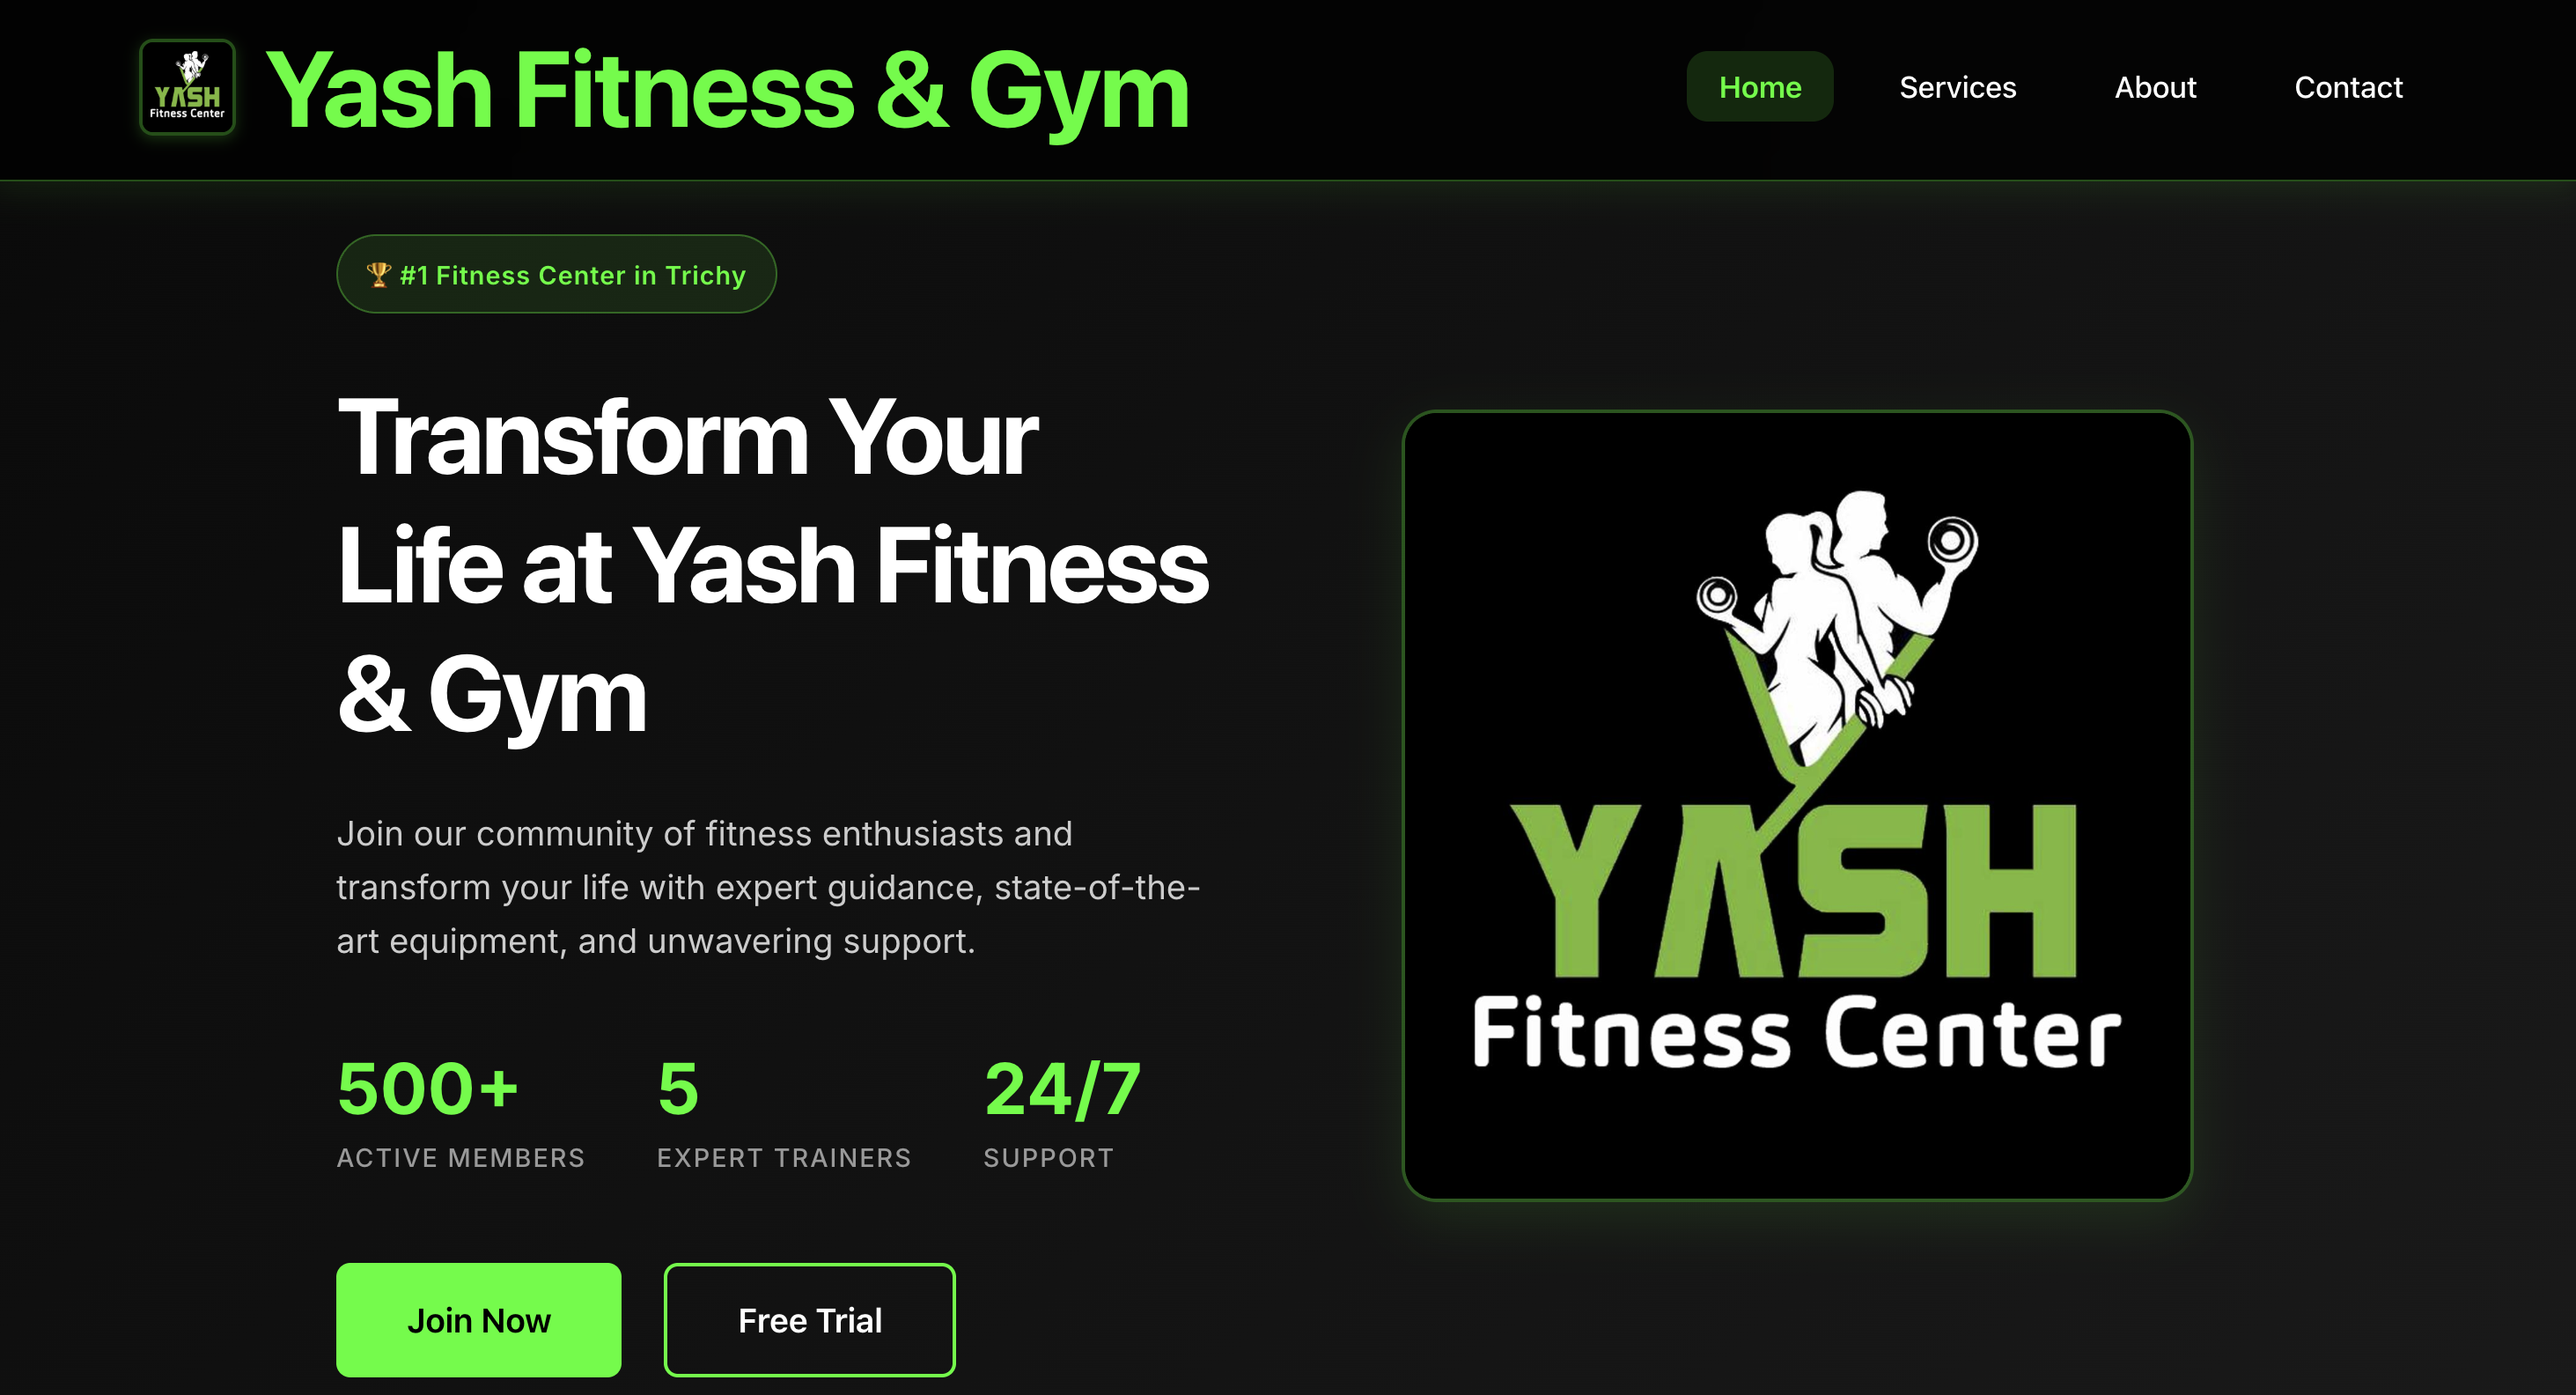 YASH
Fitness Center
Yash Fitness & Gym
Home
Services
About
Contact
🏆 #1 Fitness Center in Trichy
Transform Your
Life at Yash Fitness
& Gym
Join our community of fitness enthusiasts and
transform your life with expert guidance, state-of-the-
art equipment, and unwavering support.
500+
ACTIVE MEMBERS
5
EXPERT TRAINERS
24/7
SUPPORT
Join Now
Free Trial
YASH
Fitness Center